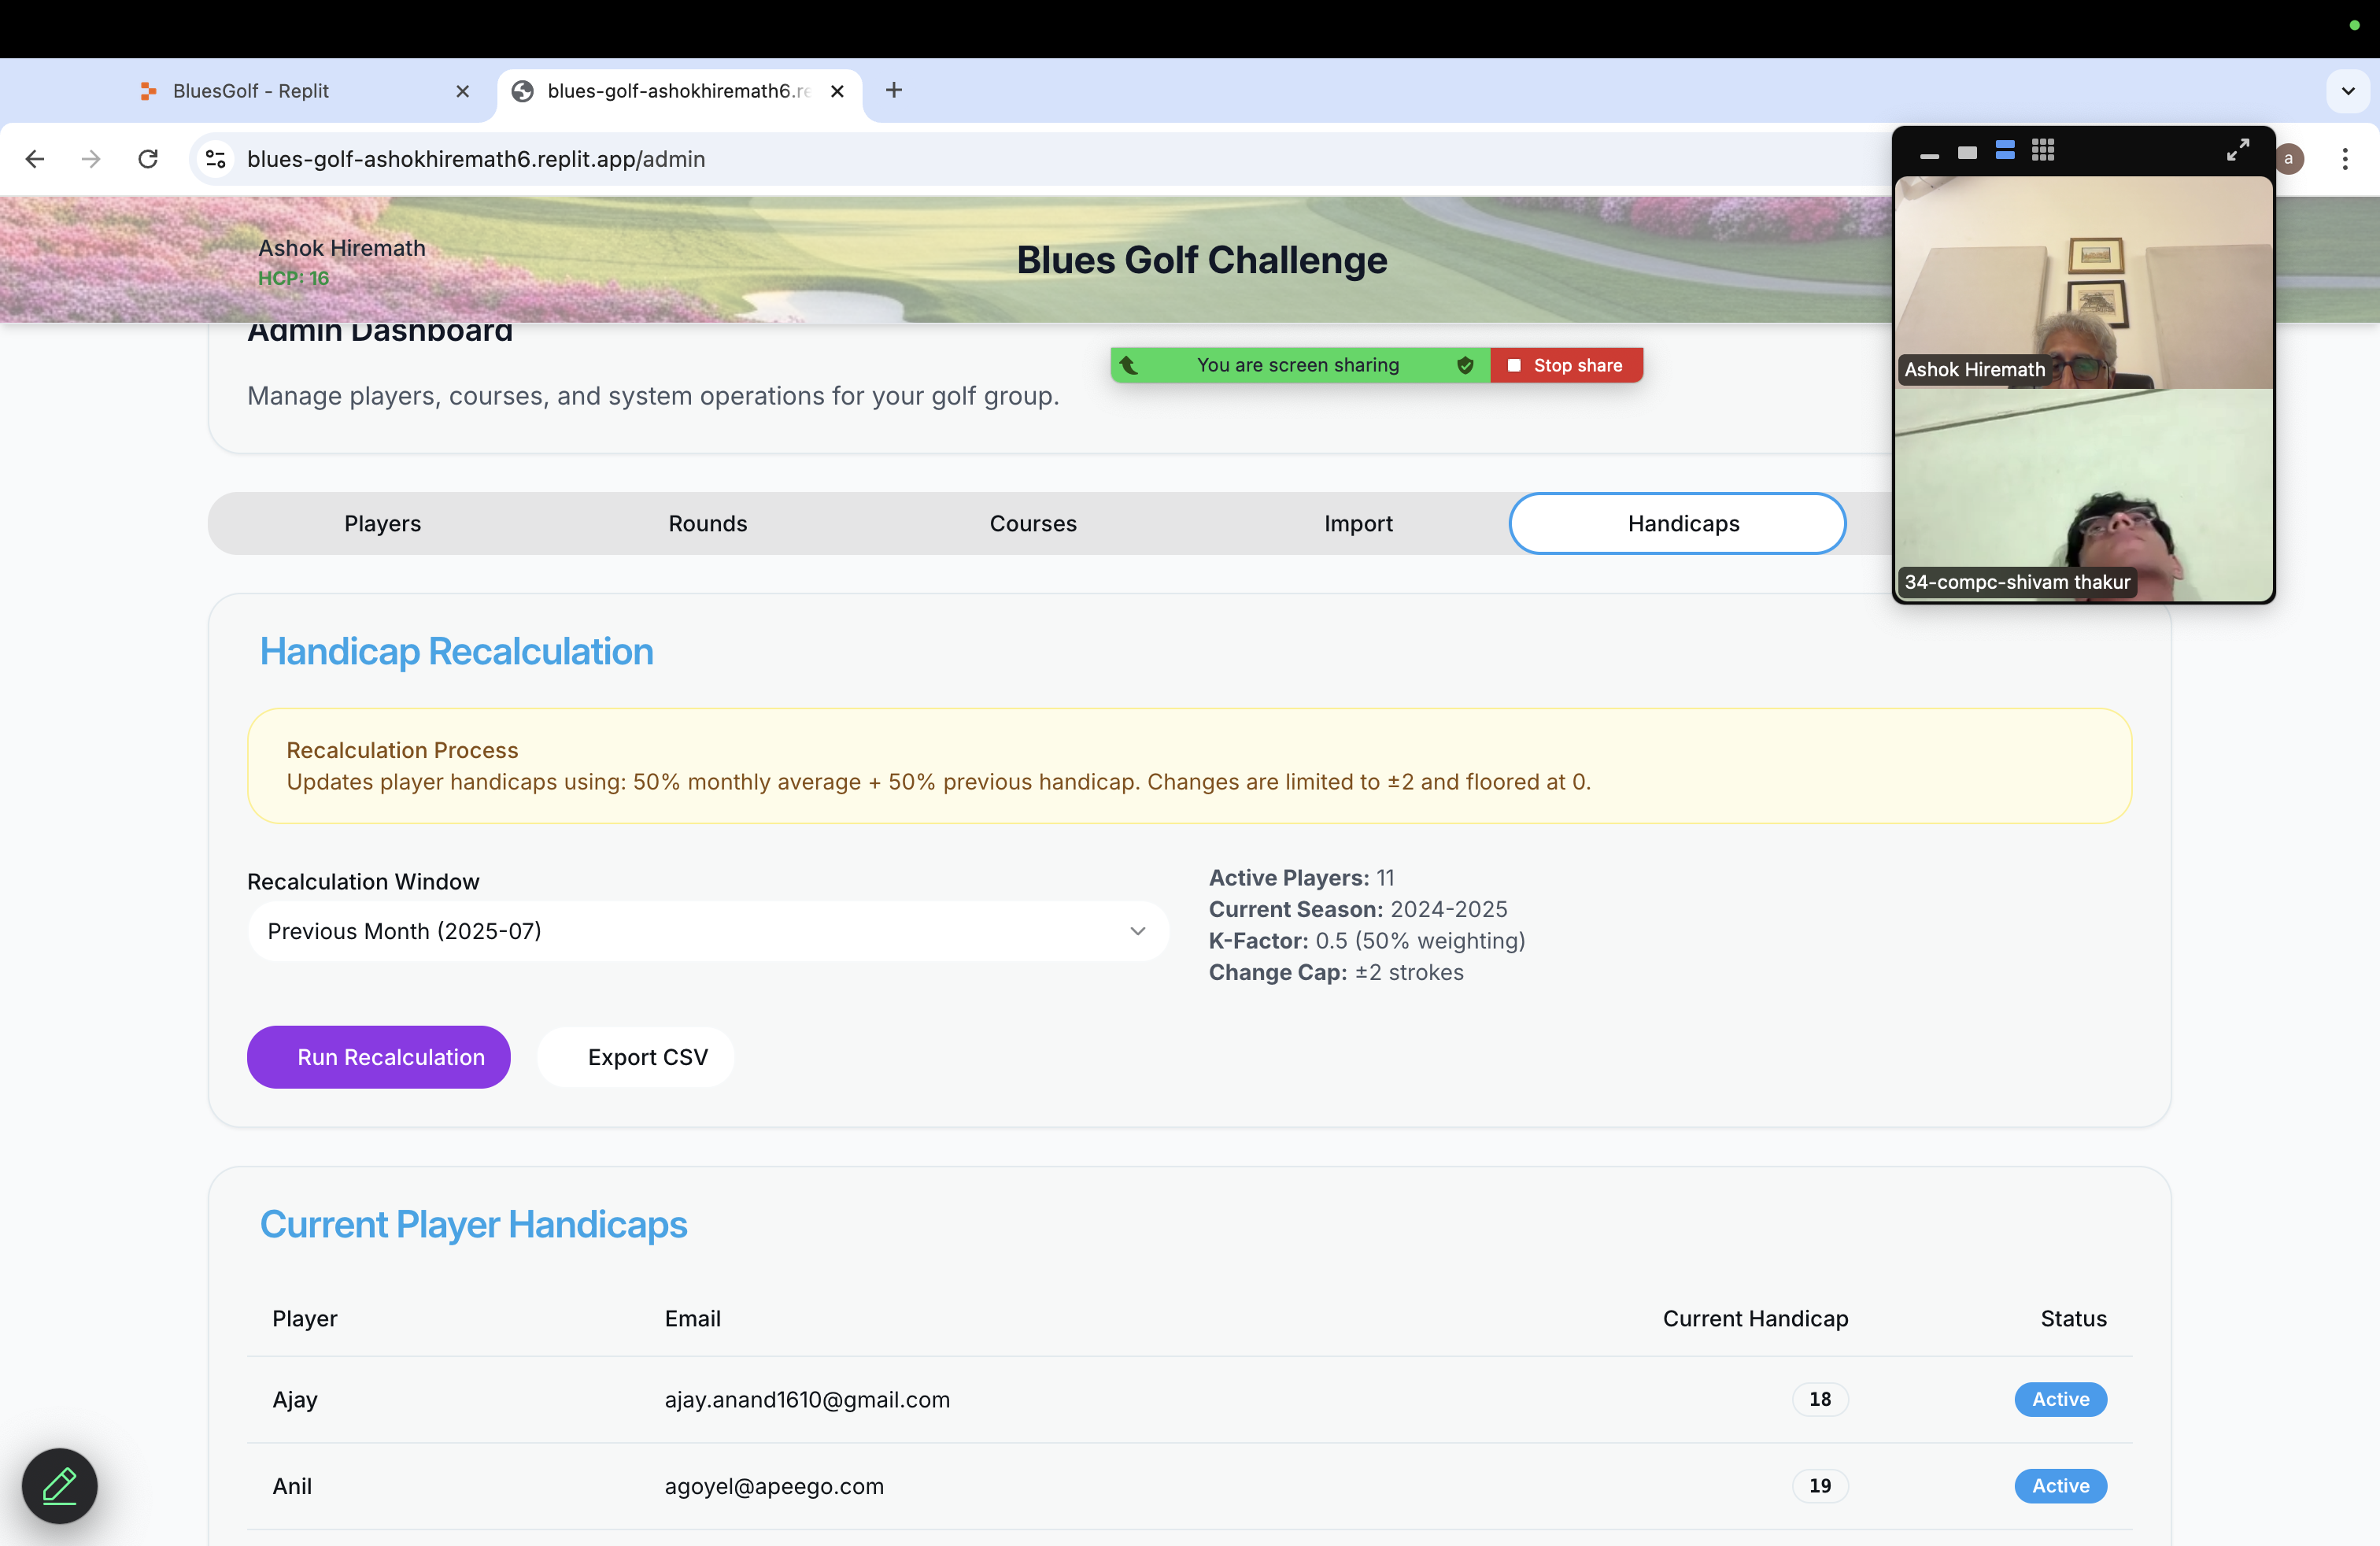 BluesGolf - Replit
blues-golf-ashokhiremath6.re
blues-golf-ashokhiremath6.replit.app/admin
a
Ashok Hiremath
HCP: 16
Blues Golf Challenge
Admin Dashboard
You are screen sharing
Stop share
Manage players, courses, and system operations for your golf group.
Ashok Hiremath
34-compc-shivam thakur
Players
Rounds
Courses
Import
Handicaps
Handicap Recalculation
Recalculation Process
Updates player handicaps using: 50% monthly average + 50% previous handicap. Changes are limited to ±2 and floored at 0.
Recalculation Window
Previous Month (2025-07)
Active Players: 11
Current Season: 2024-2025
K-Factor: 0.5 (50% weighting)
Change Cap: ±2 strokes
Run Recalculation
Export CSV
Current Player Handicaps
Player Email Current Handicap Status
Ajay ajay.anand1610@gmail.com 18 Active
Anil agoyel@apeego.com 19 Active